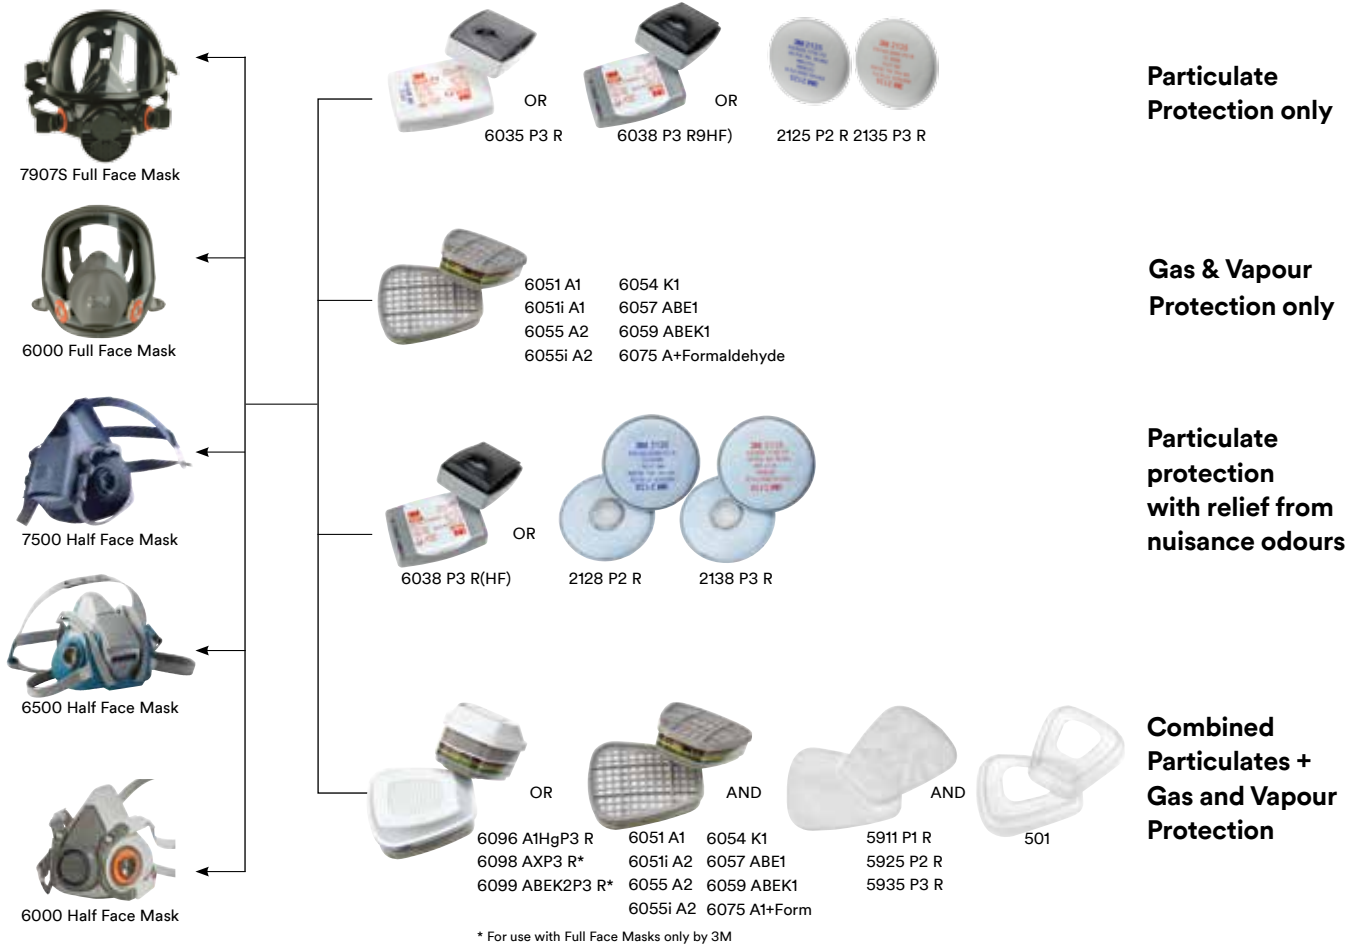 7907S Full Face Mask
6000 Full Face Mask
7500 Half Face Mask
6500 Half Face Mask
6000 Half Face Mask
OR
OR
6035 P3 R
6038 P3 R9HF)
2125 P2 R 2135 P3 R
Particulate
Protection only
6051 A1
6051i A1
6055 A2
6055i A2
6054 K1
6057 ABE1
6059 ABEK1
6075 A+Formaldehyde
Gas & Vapour
Protection only
OR
6038 P3 R(HF)
2128 P2 R
2138 P3 R
Particulate
protection
with relief from
nuisance odours
OR
AND
AND
6096 A1HgP3 R
6098 AXP3 R*
6099 ABEK2P3 R*
6051 A1
6051i A2
6055 A2
6055i A2
6054 K1
6057 ABE1
6059 ABEK1
6075 A1+Form
5911 P1 R
5925 P2 R
5935 P3 R
501
Combined
Particulates +
Gas and Vapour
Protection
* For use with Full Face Masks only by 3M